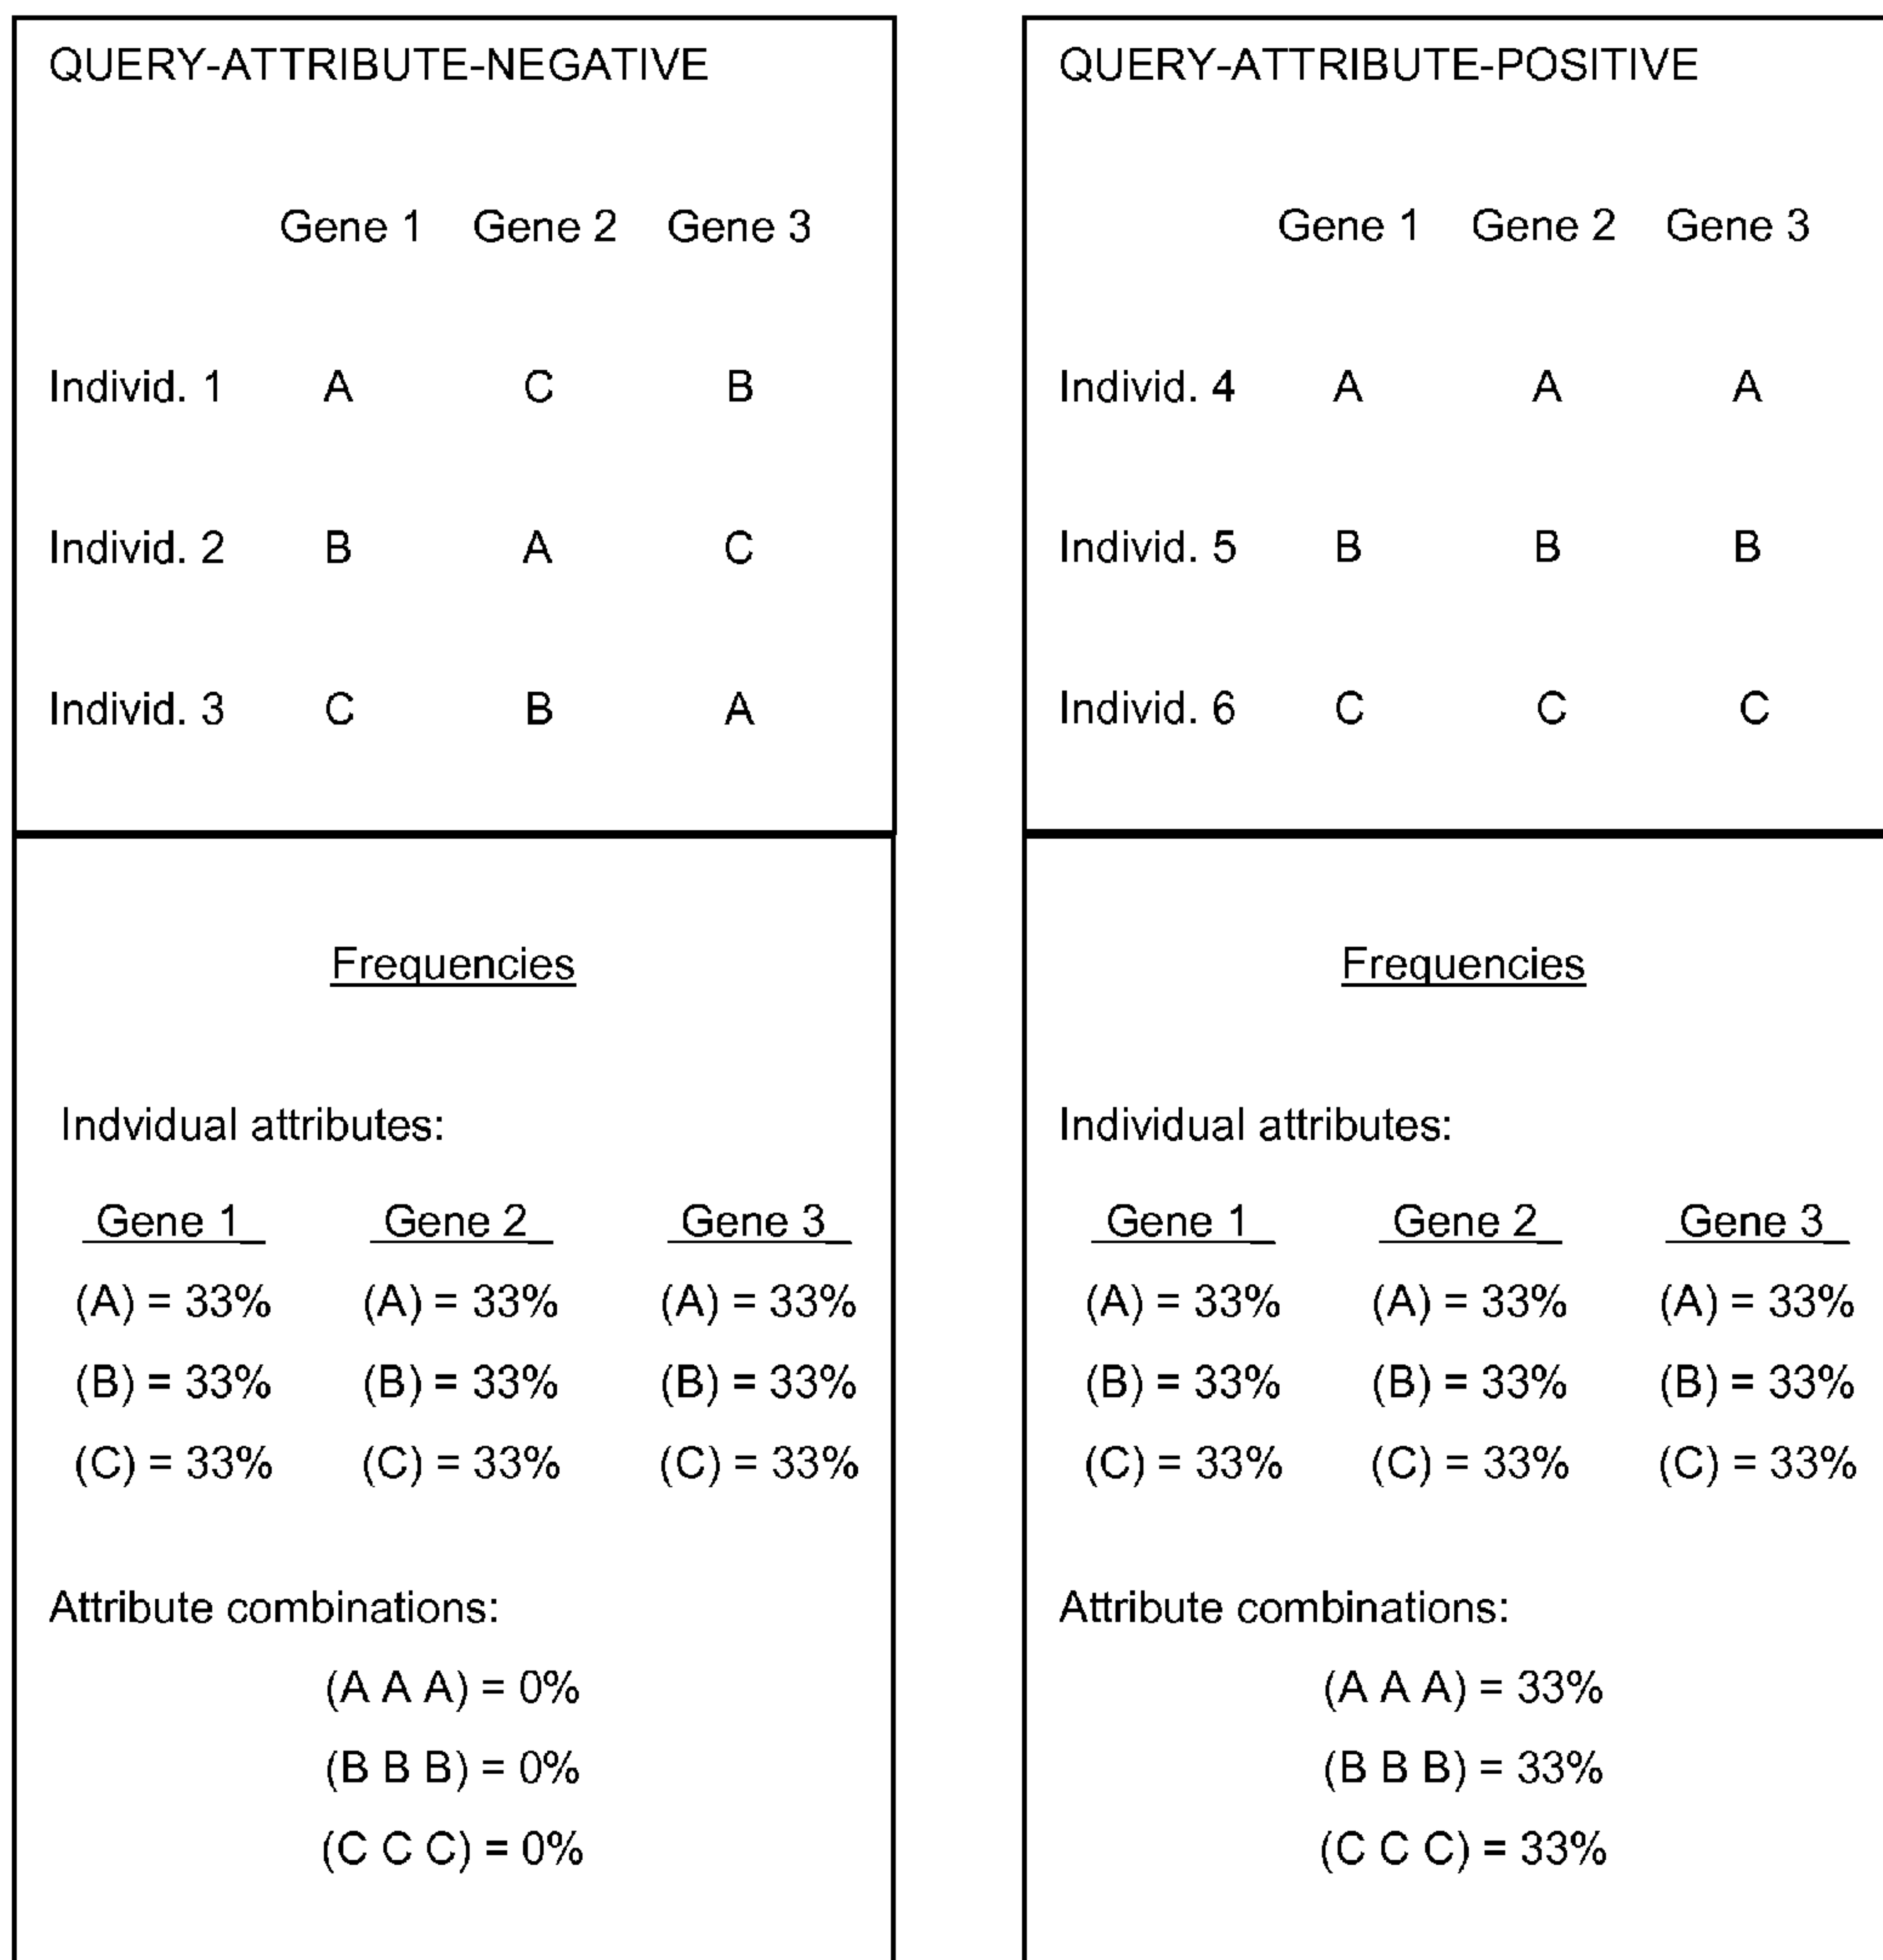 QUERY-ATTRIBUTE-NEGATIVE
Gene 1 Gene 2 Gene 3
Individ. 1 A C B
Individ. 2 B A C
Individ. 3 C B A
Frequencies
Indvidual attributes:
Gene 1 Gene 2 Gene 3
(A) = 33% (A) = 33% (A) = 33%
(B) = 33% (B) = 33% (B) = 33%
(C) = 33% (C) = 33% (C) = 33%
Attribute combinations:
(A A A) = 0%
(B B B) = 0%
(C C C) = 0%
QUERY-ATTRIBUTE-POSITIVE
Gene 1 Gene 2 Gene 3
Individ. 4 A A A
Individ. 5 B B B
Individ. 6 C C C
Frequencies
Individual attributes:
Gene 1 Gene 2 Gene 3
(A) = 33% (A) = 33% (A) = 33%
(B) = 33% (B) = 33% (B) = 33%
(C) = 33% (C) = 33% (C) = 33%
Attribute combinations:
(A A A) = 33%
(B B B) = 33%
(C C C) = 33%